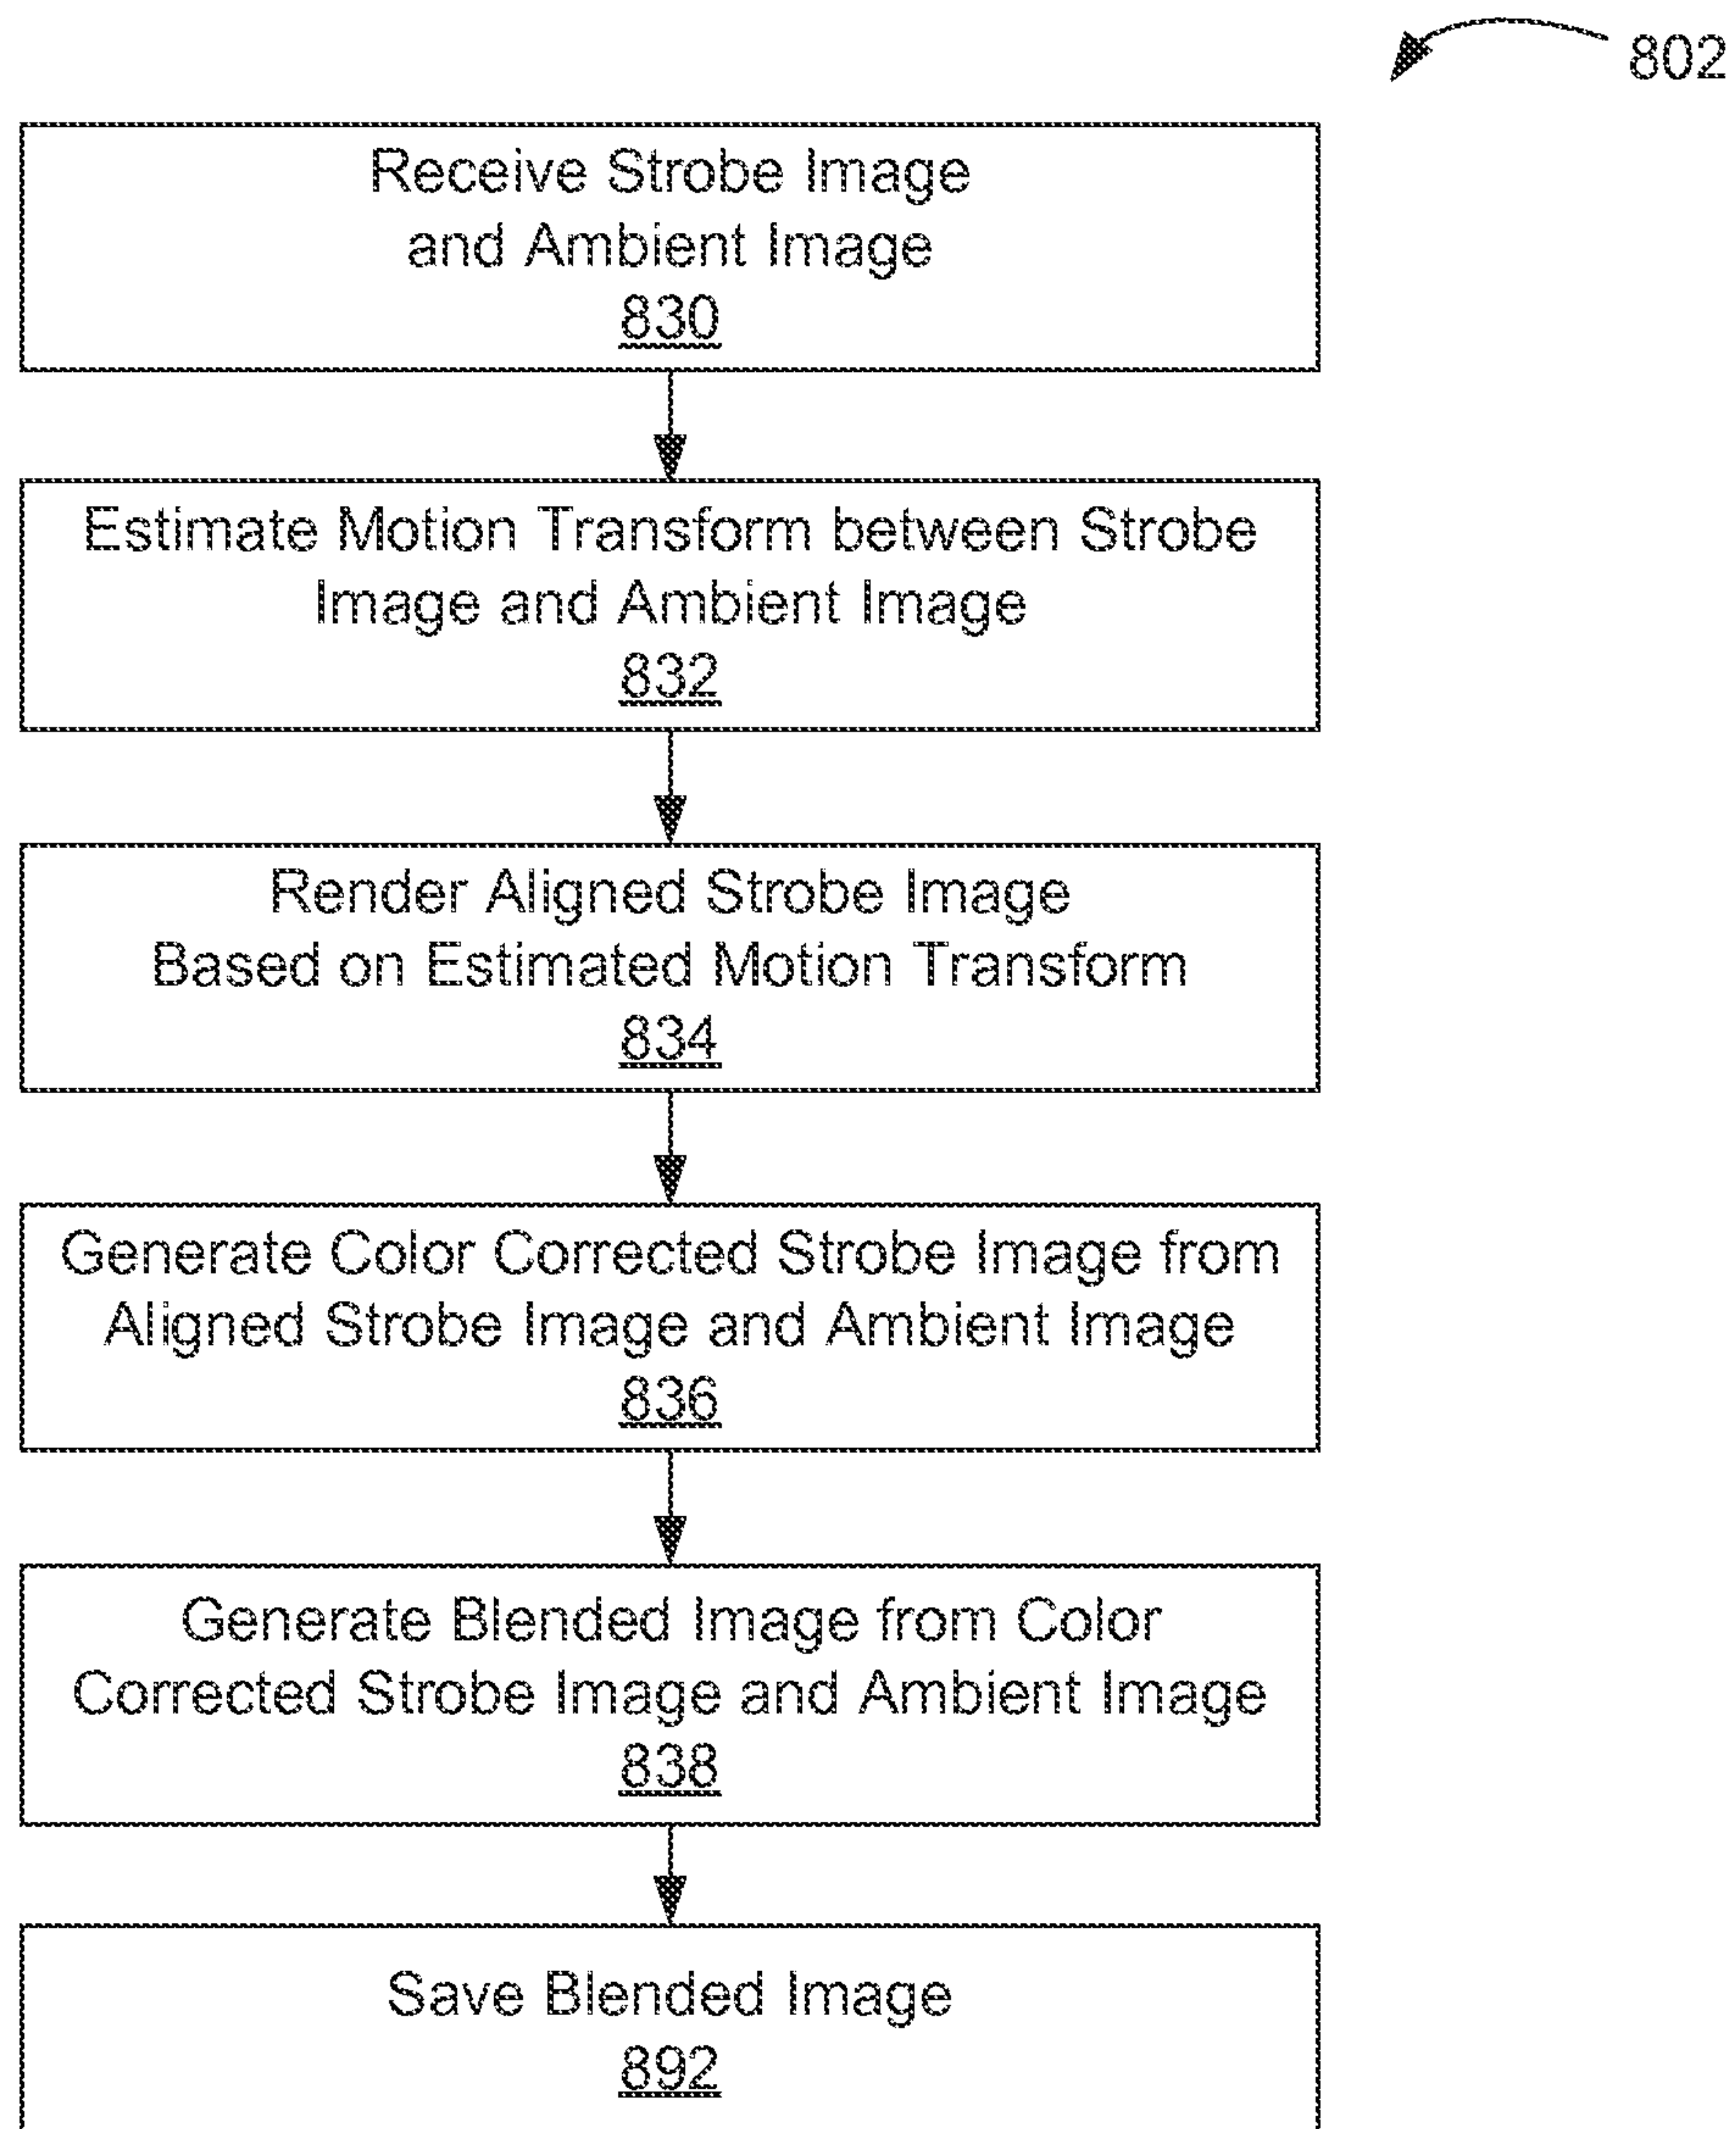 802
Receive Strobe Image
and Ambient Image
830
Estimate Motion Transform between Strobe
Image and Ambient Image
832
Render Aligned Strobe Image
Based on Estimated Motion Transform
834
Generate Color Corrected Strobe Image from
Aligned Strobe Image and Ambient Image
836
Generate Blended Image from Color
Corrected Strobe Image and Ambient Image
838
Save Blended Image
892